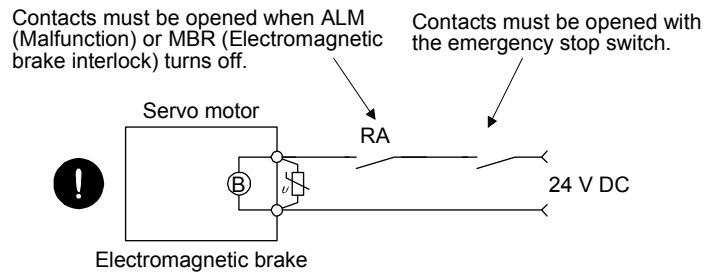 Contacts must be opened when ALM
(Malfunction) or MBR (Electromagnetic
brake interlock) turns off.
Contacts must be opened with
the emergency stop switch.
Servo motor
RA
B
U
24 V DC
Electromagnetic brake